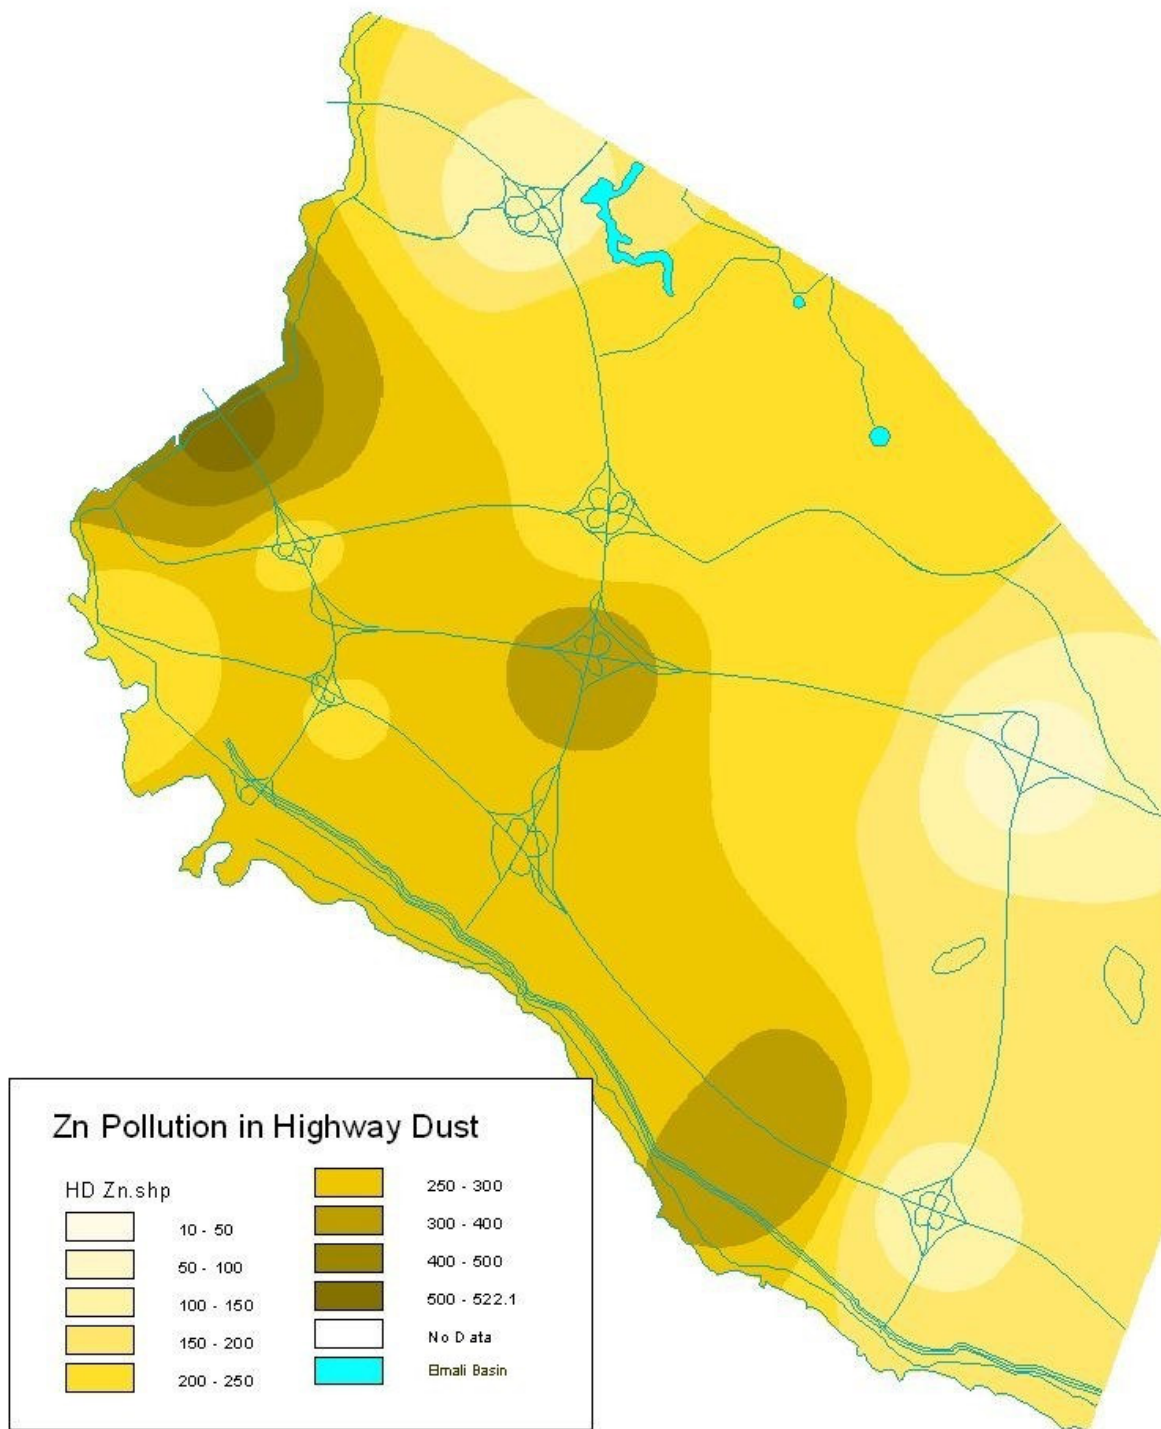 Zn Pollution in Highway Dust
HD Zn.shp
10 - 50
50 - 100
100 - 150
150 - 200
200 - 250
250 - 300
300 - 400
400 - 500
500 - 522.1
No Data
Elmali Basin